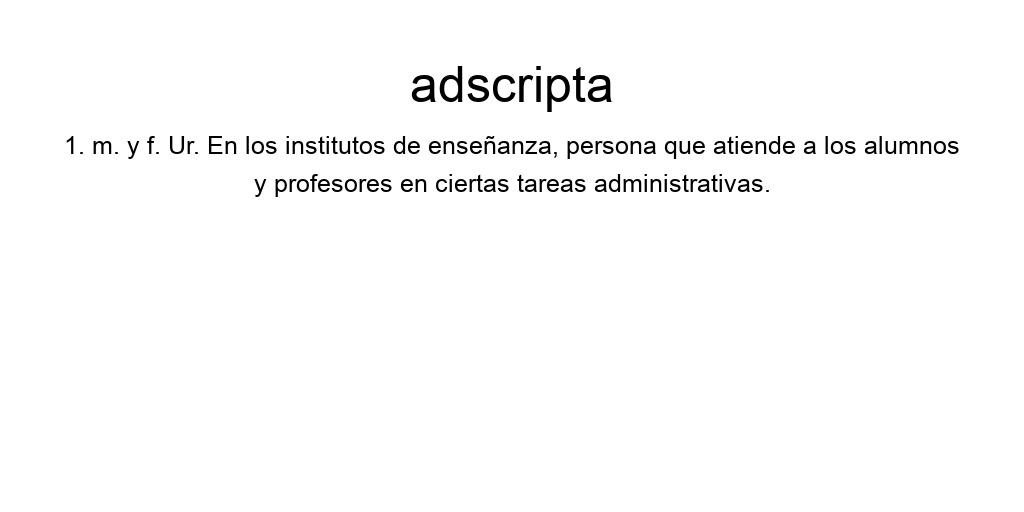 adscripta
1. m. y f. Ur. En los institutos de enseñanza, persona que atiende a los alumnos
y profesores en ciertas tareas administrativas.